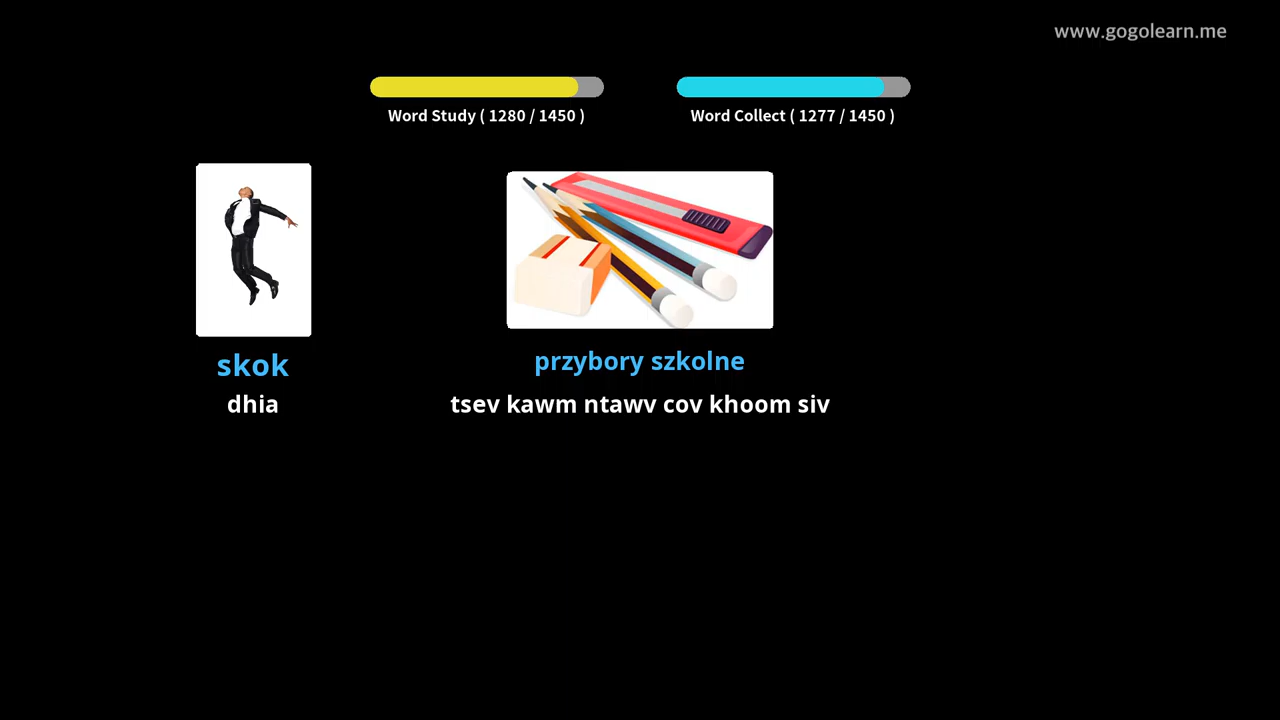 www.gogolearn.me
Word Study ( 1280 / 1450 )
Word Collect ( 1277 / 1450 )
skok
dhia
przybory szkolne
tsev kawm ntawv cov khoom siv